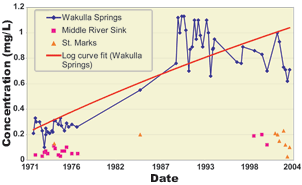 Concentration (mg/L)
1.2
1
0.8
0.6
0.4
0.2
0
Wakulla Springs
Middle River Sink
St. Marks
Log curve fit (Wakulla
Springs)
1971 1976 1982 1987 1993 1998 2004
Date